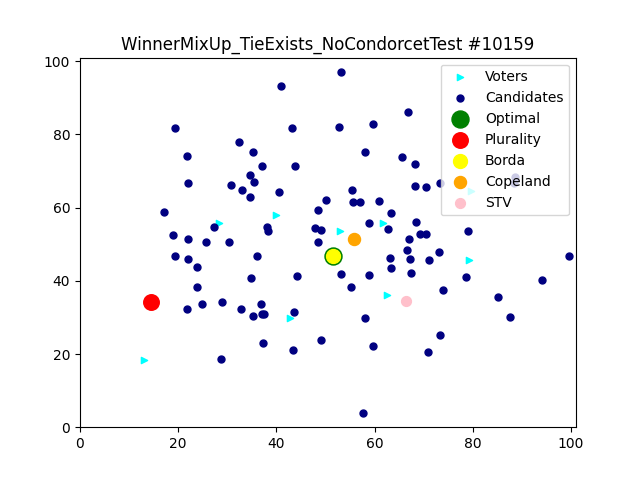 WinnerMixUp_TieExists_NoCondorcetTest #10159
100
80
60
40
20
0
0 20 40 60 80 100
Voters
Candidates
Optimal
Plurality
Borda
Copeland
STV